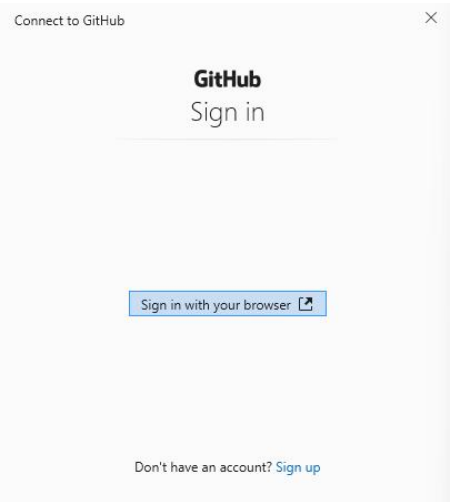 Connect to GitHub
GitHub
Sign in
Sign in with your browser
Don't have an account? Sign up